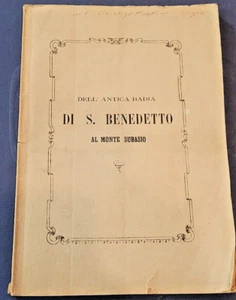 DELL' ANTICA BADIA
DI S. BENEDETTO
AL MONTE SUBASIO